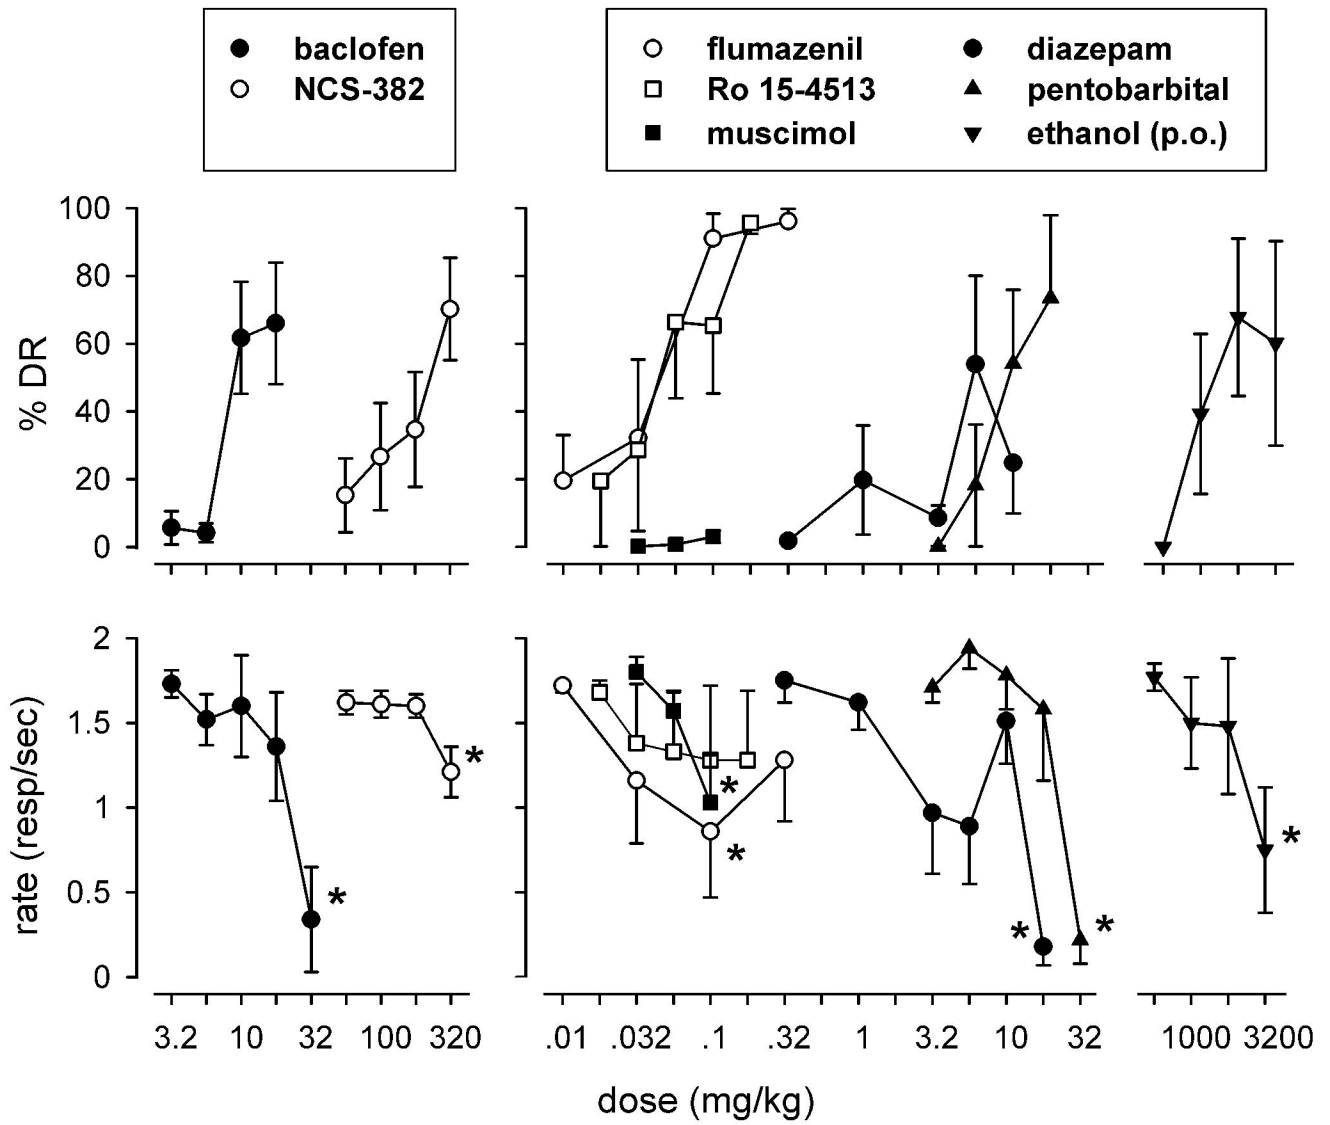 baclofen
NCS-382
flumazenil
Ro 15-4513
muscimol
diazepam
pentobarbital
ethanol (p.o.)
% DR
100
80
60
40
20
0
rate (resp/sec)
2
1.5
1
0.5
0
*
*
*
*
*
*
*
3.2 10 32 100 320
.01 .032 .1 .32 1 3.2 10 32
1000 3200
dose (mg/kg)